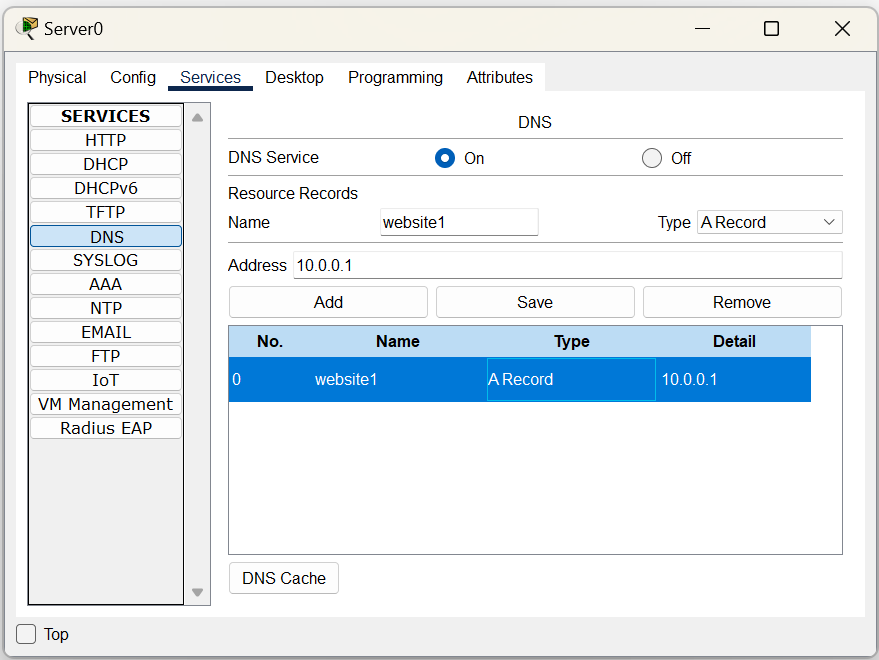 Server0
Physical Config Services Desktop Programming Attributes
SERVICES
HTTP
DHCP
DHCPv6
TFTP
DNS
SYSLOG
AAA
NTP
EMAIL
FTP
IoT
VM Management
Radius EAP
DNS
DNS Service On Off
Resource Records
Name website1 Type A Record
Address 10.0.0.1
Add Save Remove
No. Name Type Detail
0 website1 A Record 10.0.0.1
DNS Cache
Top